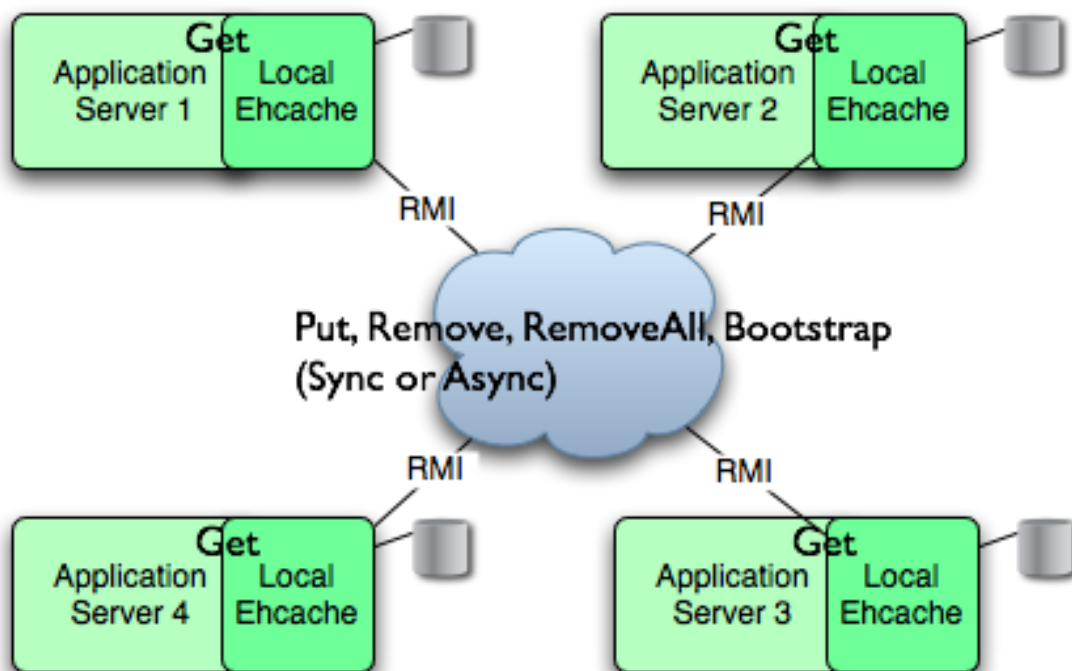 Get
Application
Server 1
Local
Ehcache
Get
Application
Server 2
Local
Ehcache
RMI
RMI
Put, Remove, RemoveAll, Bootstrap
(Sync or Async)
RMI
RMI
Get
Application
Server 4
Local
Ehcache
Get
Application
Server 3
Local
Ehcache